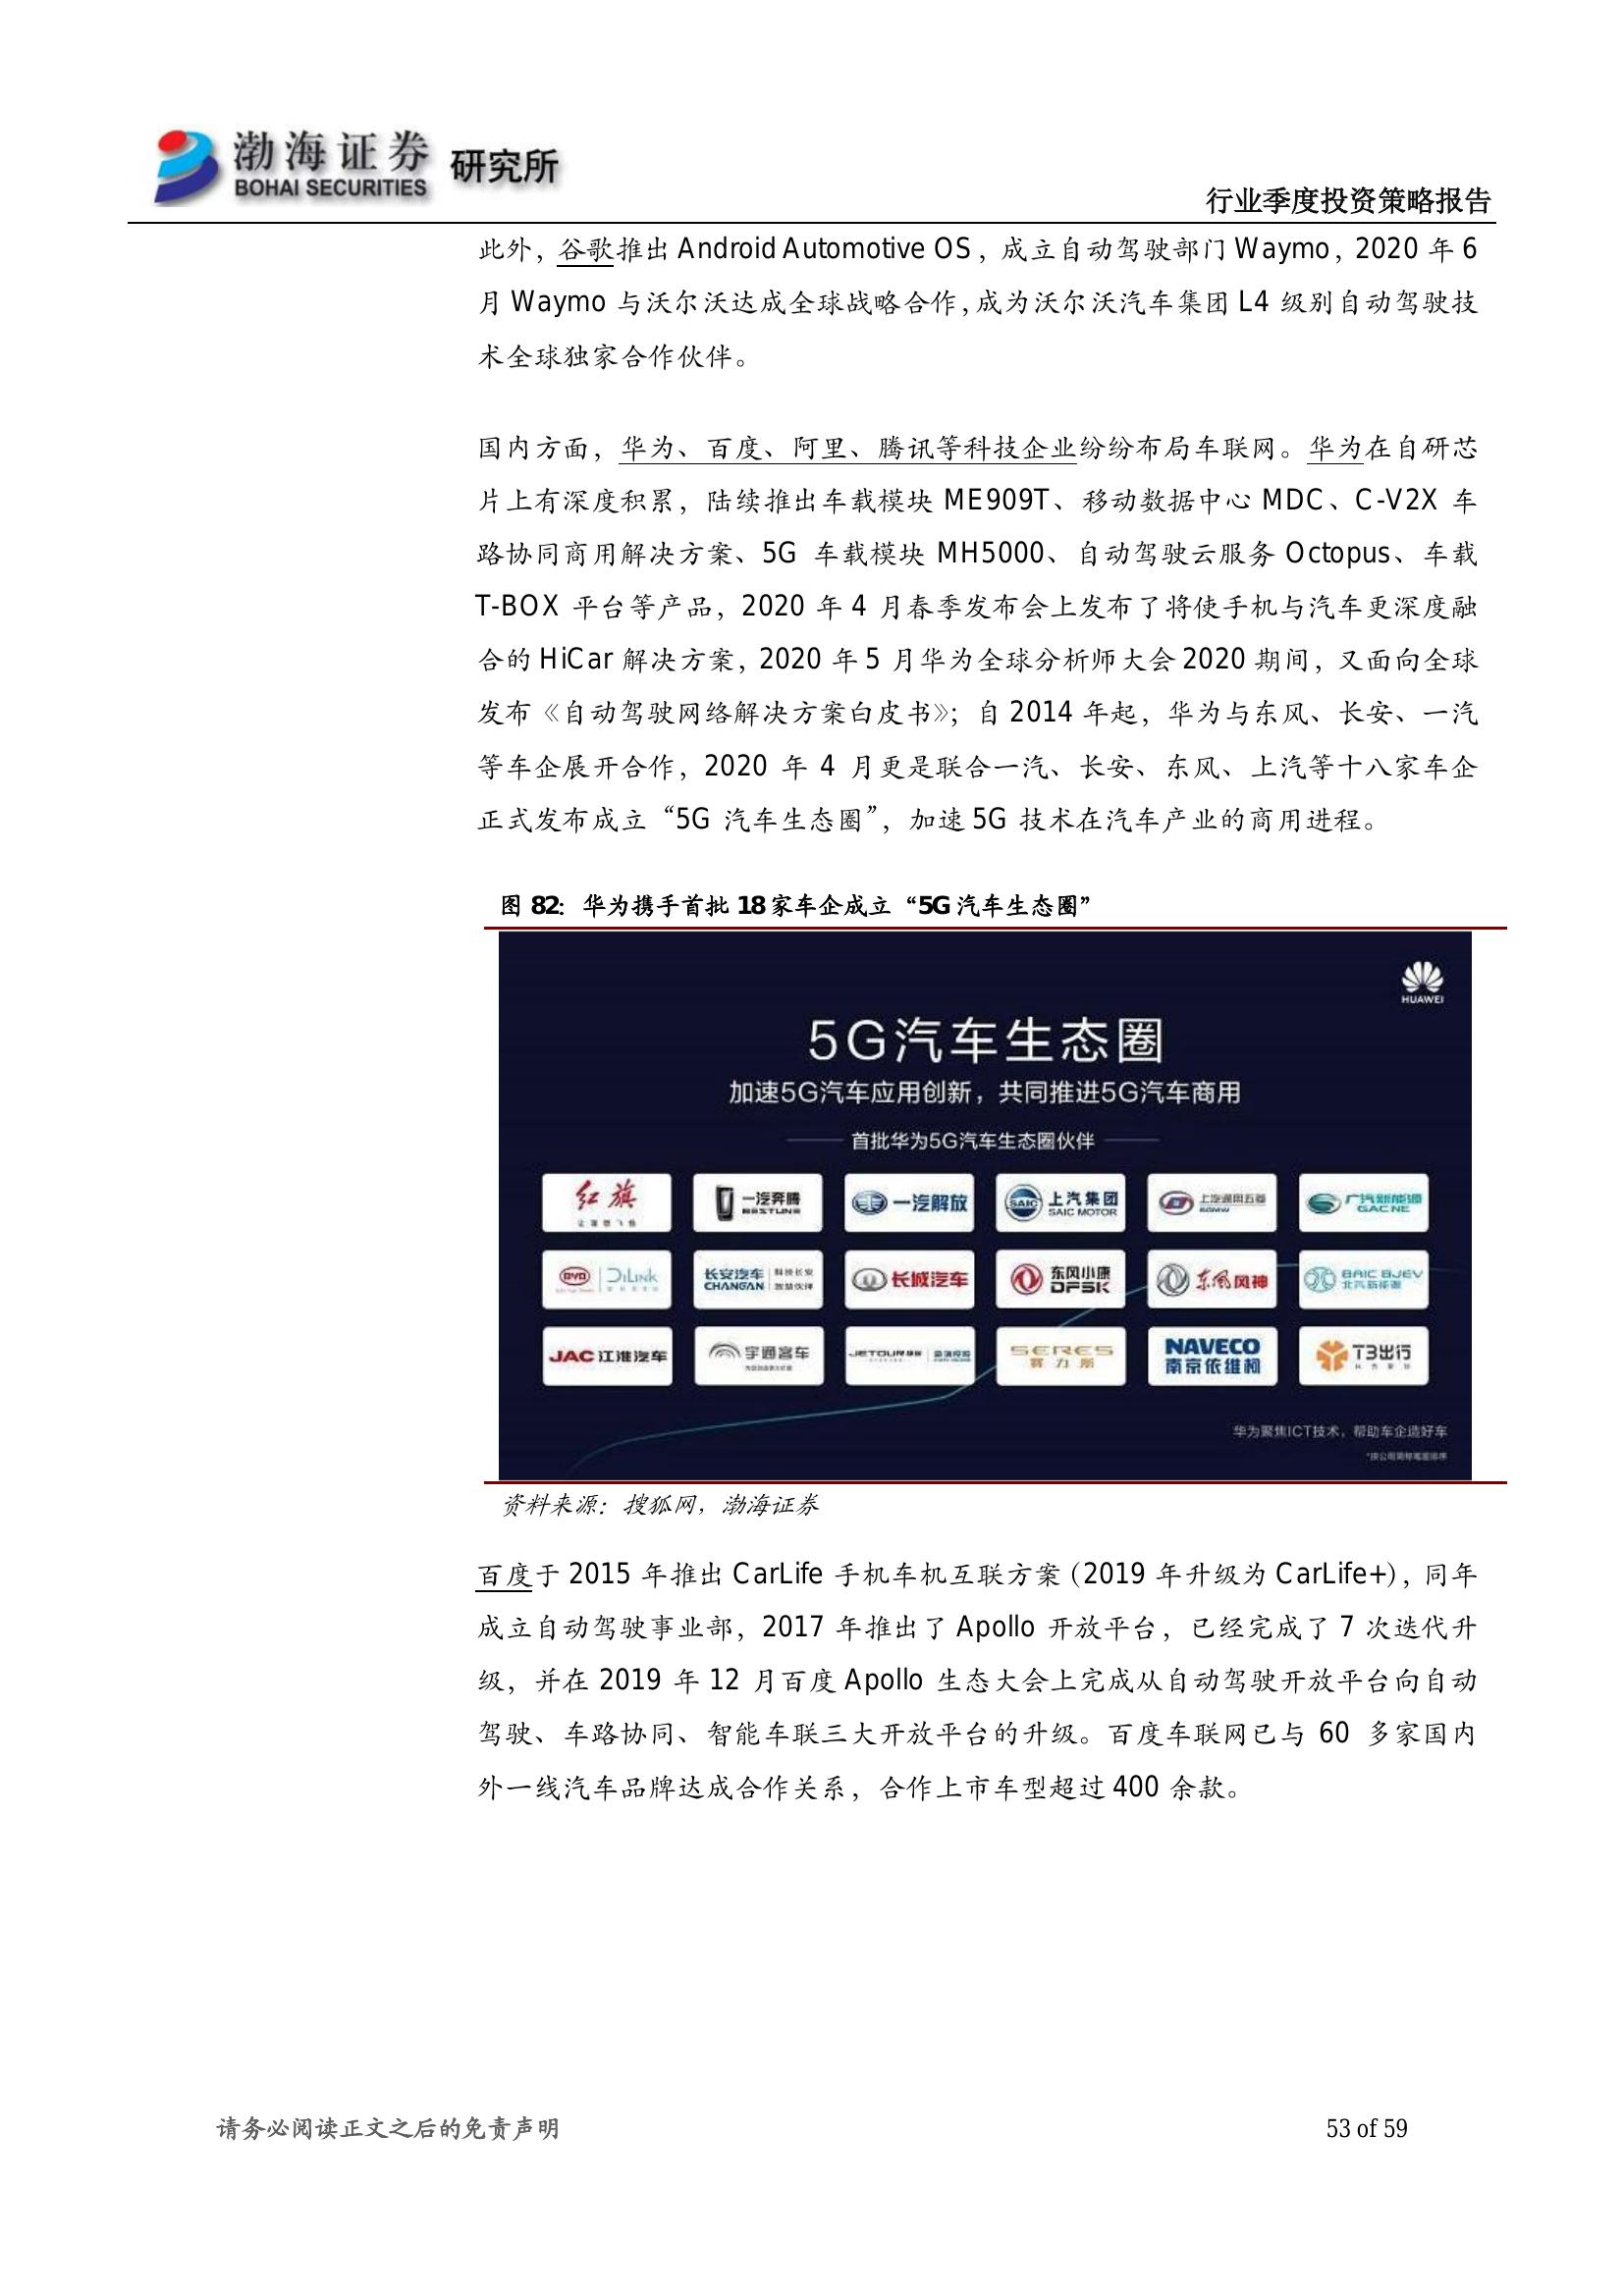 渤海证券 研究所
BOHAI SECURITIES
行业季度投资策略报告
此外，谷歌推出 Android Automotive OS，成立自动驾驶部门 Waymo，2020 年 6
月 Waymo 与沃尔沃达成全球战略合作，成为沃尔沃汽车集团 L4 级别自动驾驶技
术全球独家合作伙伴。
国内方面，华为、百度、阿里、腾讯等科技企业纷纷布局车联网。华为在自研芯
片上有深度积累，陆续推出车载模块 ME909T、移动数据中心 MDC、C-V2X 车
路协同商用解决方案、5G 车载模块 MH5000、自动驾驶云服务 Octopus、车载
T-BOX 平台等产品，2020 年 4 月春季发布会上发布了将使手机与汽车更深度融
合的 HiCar 解决方案，2020 年 5 月华为全球分析师大会 2020 期间，又面向全球
发布《自动驾驶网络解决方案白皮书》；自 2014 年起，华为与东风、长安、一汽
等车企展开合作，2020 年 4 月更是联合一汽、长安、东风、上汽等十八家车企
正式发布成立“5G 汽车生态圈”，加速 5G 技术在汽车产业的商用进程。
图 82：华为携手首批 18 家车企成立“5G 汽车生态圈”
HUAWEI
5G汽车生态圈
加速5G汽车应用创新，共同推进5G汽车商用
首批华为5G汽车生态圈伙伴
红旗 一汽奔腾 一汽解放 上汽集团 上汽通用五菱 广汽新能源
BESTUNE SAIC SAIC MOTOR SGMW GAC NE
BYD DiLink 长安汽车 科技长安 长城汽车 东风小康 东风风神 BAIC BJEV
CHANGAN 智慧伙伴 DFSK 北汽新能源
JAC 江淮汽车 宇通客车 JETOUR SERES NAVECO T3出行
赛力斯 南京依维柯
华为聚焦ICT技术，帮助车企造好车
资料来源：搜狐网，渤海证券
百度于 2015 年推出 CarLife 手机车机互联方案（2019 年升级为 CarLife+），同年
成立自动驾驶事业部，2017 年推出了 Apollo 开放平台，已经完成了 7 次迭代升
级，并在 2019 年 12 月百度 Apollo 生态大会上完成从自动驾驶开放平台向自动
驾驶、车路协同、智能车联三大开放平台的升级。百度车联网已与 60 多家国内
外一线汽车品牌达成合作关系，合作上市车型超过 400 余款。
请务必阅读正文之后的免责声明
53 of 59